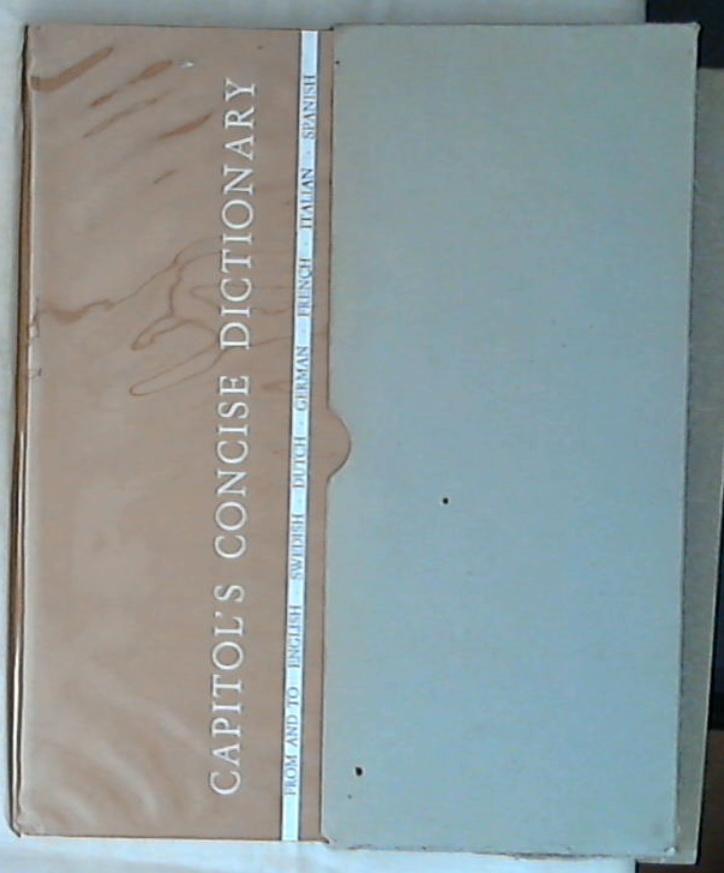 CAPITOL'S CONCISE DICTIONARY
FROM AND TO ENGLISH · SWEDISH · DUTCH · GERMAN · FRENCH · ITALIAN · SPANISH